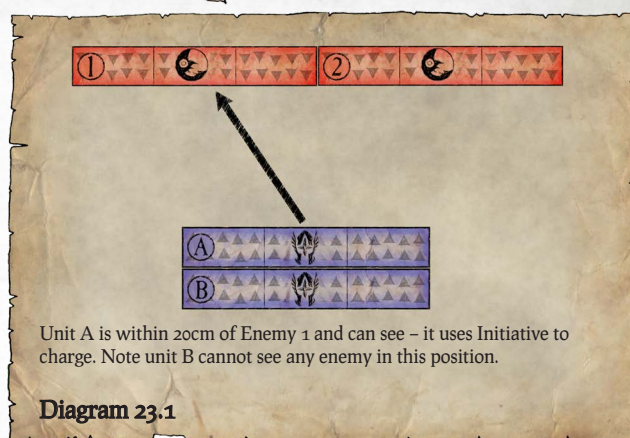 1
2
A
B
Unit A is within 20cm of Enemy 1 and can see – it uses Initiative to
charge. Note unit B cannot see any enemy in this position.
Diagram 23.1